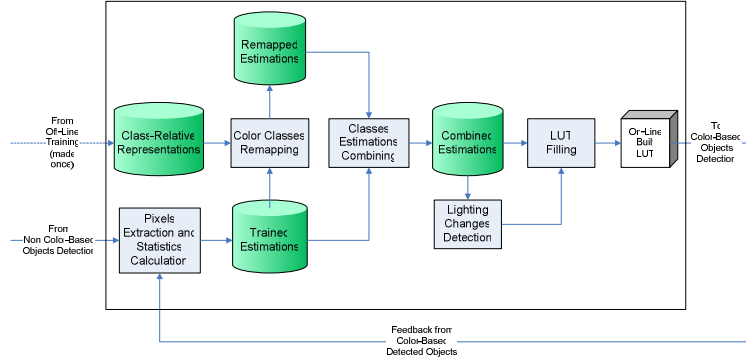 Remapped
Estimations
From
Off-Line
Training
(made
once)
Class-Relative
Representations
Color Classes
Remapping
Classes
Estimations
Combining
Combined
Estimations
LUT
Filling
On-Line
Built
LUT
To
Color-Based
Objects
Detection
From
Non Color-Based
Objects Detection
Pixels
Extraction and
Statistics
Calculation
Trained
Estimations
Lighting
Changes
Detection
Feedback from
Color-Based
Detected Objects